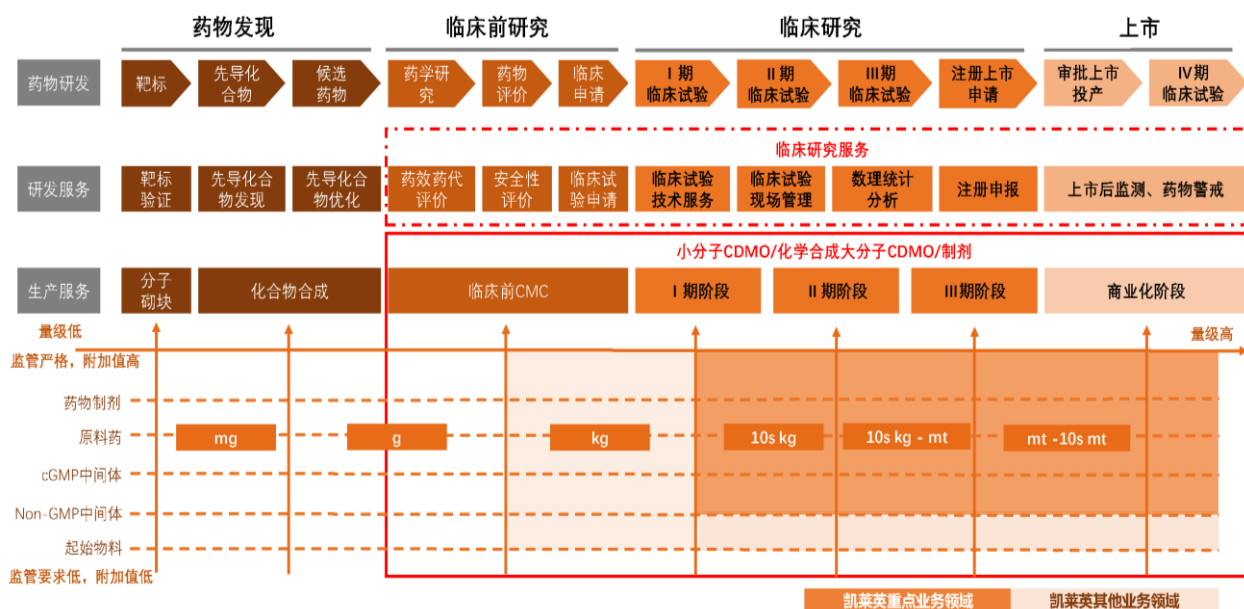 药物发现
临床前研究
临床研究
上市
药物研发
靶标
先导化
合物
候选
药物
药学研
究
药物
评价
临床
申请
I 期
临床试验
II 期
临床试验
III期
临床试验
注册上市
申请
审批上市
投产
IV期
临床试验
临床研究服务
研发服务
靶标
验证
先导化合
物发现
先导化合
物优化
药效药代
评价
安全性
评价
临床试
验申请
临床试验
技术服务
临床试验
现场管理
数理统计
分析
注册申报
上市后监测、药物警戒
小分子CDMO/化学合成大分子CDMO/制剂
生产服务
分子
砌块
化合物合成
临床前CMC
I 期阶段
II 期阶段
III期阶段
商业化阶段
量级低
量级高
监管严格，附加值高
药物制剂
原料药
mg
g
kg
10s kg
10s kg - mt
mt -10s mt
cGMP中间体
Non-GMP中间体
起始物料
监管要求低，附加值低
凯莱英重点业务领域
凯莱英其他业务领域